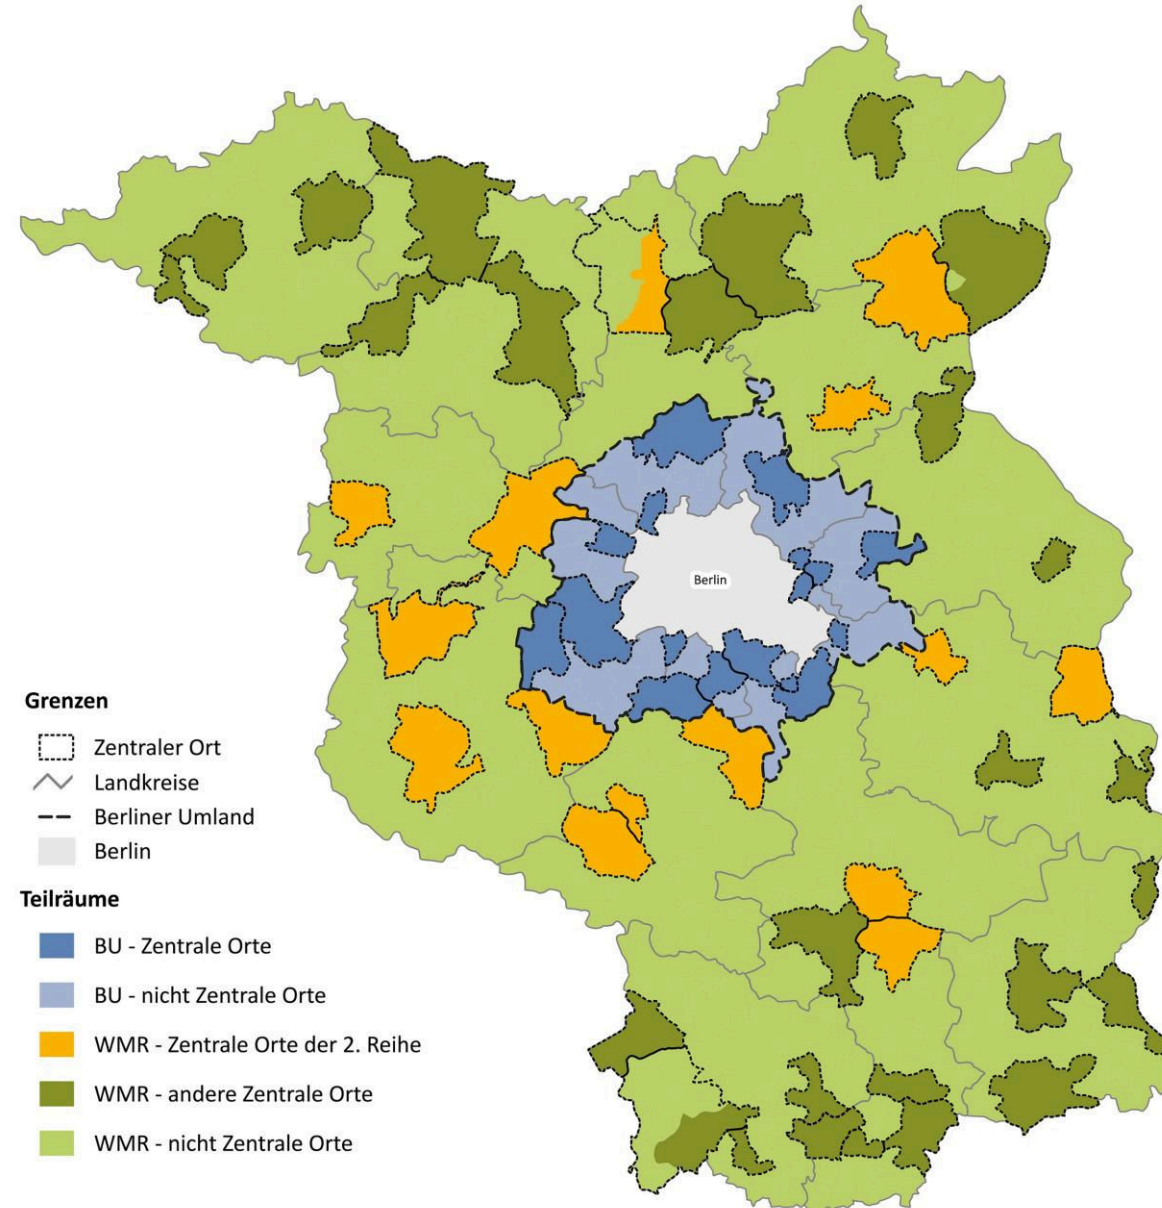 Berlin
Grenzen
Zentraler Ort
Landkreise
Berliner Umland
Berlin
Teilräume
BU - Zentrale Orte
BU - nicht Zentrale Orte
WMR - Zentrale Orte der 2. Reihe
WMR - andere Zentrale Orte
WMR - nicht Zentrale Orte